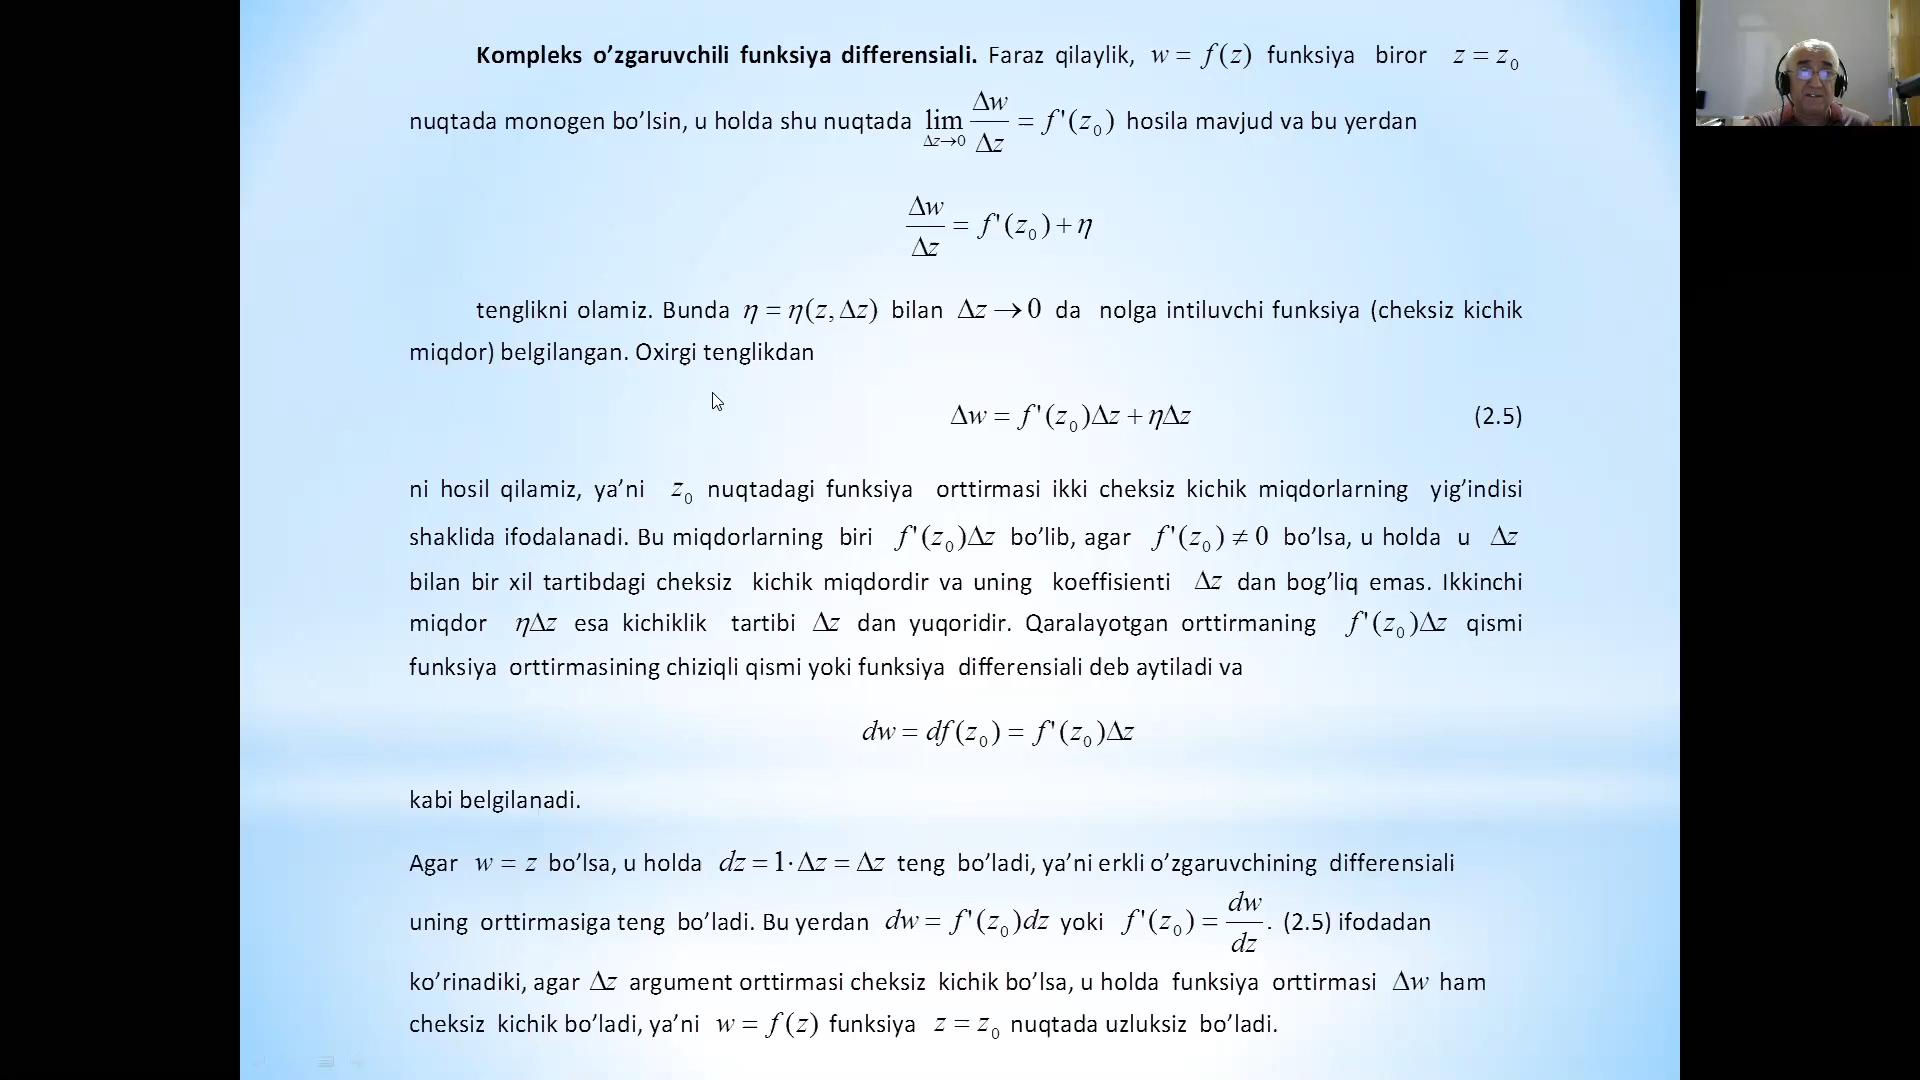 Kompleks o’zgaruvchili funksiya differensiali. Faraz qilaylik, w = f(z) funksiya biror z = z₀
nuqtada monogen bo’lsin, u holda shu nuqtada lim_{Δz→0} Δw/Δz = f'(z₀) hosila mavjud va bu yerdan
Δw/Δz = f'(z₀) + η
tenglikni olamiz. Bunda η = η(z, Δz) bilan Δz → 0 da nolga intiluvchi funksiya (cheksiz kichik
miqdor) belgilangan. Oxirgi tenglikdan
Δw = f'(z₀)Δz + ηΔz (2.5)
ni hosil qilamiz, ya’ni z₀ nuqtadagi funksiya orttirmasi ikki cheksiz kichik miqdorlarning yig’indisi
shaklida ifodalanadi. Bu miqdorlarning biri f'(z₀)Δz bo’lib, agar f'(z₀) ≠ 0 bo’lsa, u holda u Δz
bilan bir xil tartibdagi cheksiz kichik miqdordir va uning koeffisienti Δz dan bog’liq emas. Ikkinchi
miqdor ηΔz esa kichiklik tartibi Δz dan yuqoridir. Qaralayotgan orttirmaning f'(z₀)Δz qismi
funksiya orttirmasining chiziqli qismi yoki funksiya differensiali deb aytiladi va
dw = df(z₀) = f'(z₀)Δz
kabi belgilanadi.
Agar w = z bo’lsa, u holda dz = 1·Δz = Δz teng bo’ladi, ya’ni erkli o’zgaruvchining differensiali
uning orttirmasiga teng bo’ladi. Bu yerdan dw = f'(z₀)dz yoki f'(z₀) = dw/dz. (2.5) ifodadan
ko’rinadiki, agar Δz argument orttirmasi cheksiz kichik bo’lsa, u holda funksiya orttirmasi Δw ham
cheksiz kichik bo’ladi, ya’ni w = f(z) funksiya z = z₀ nuqtada uzluksiz bo’ladi.